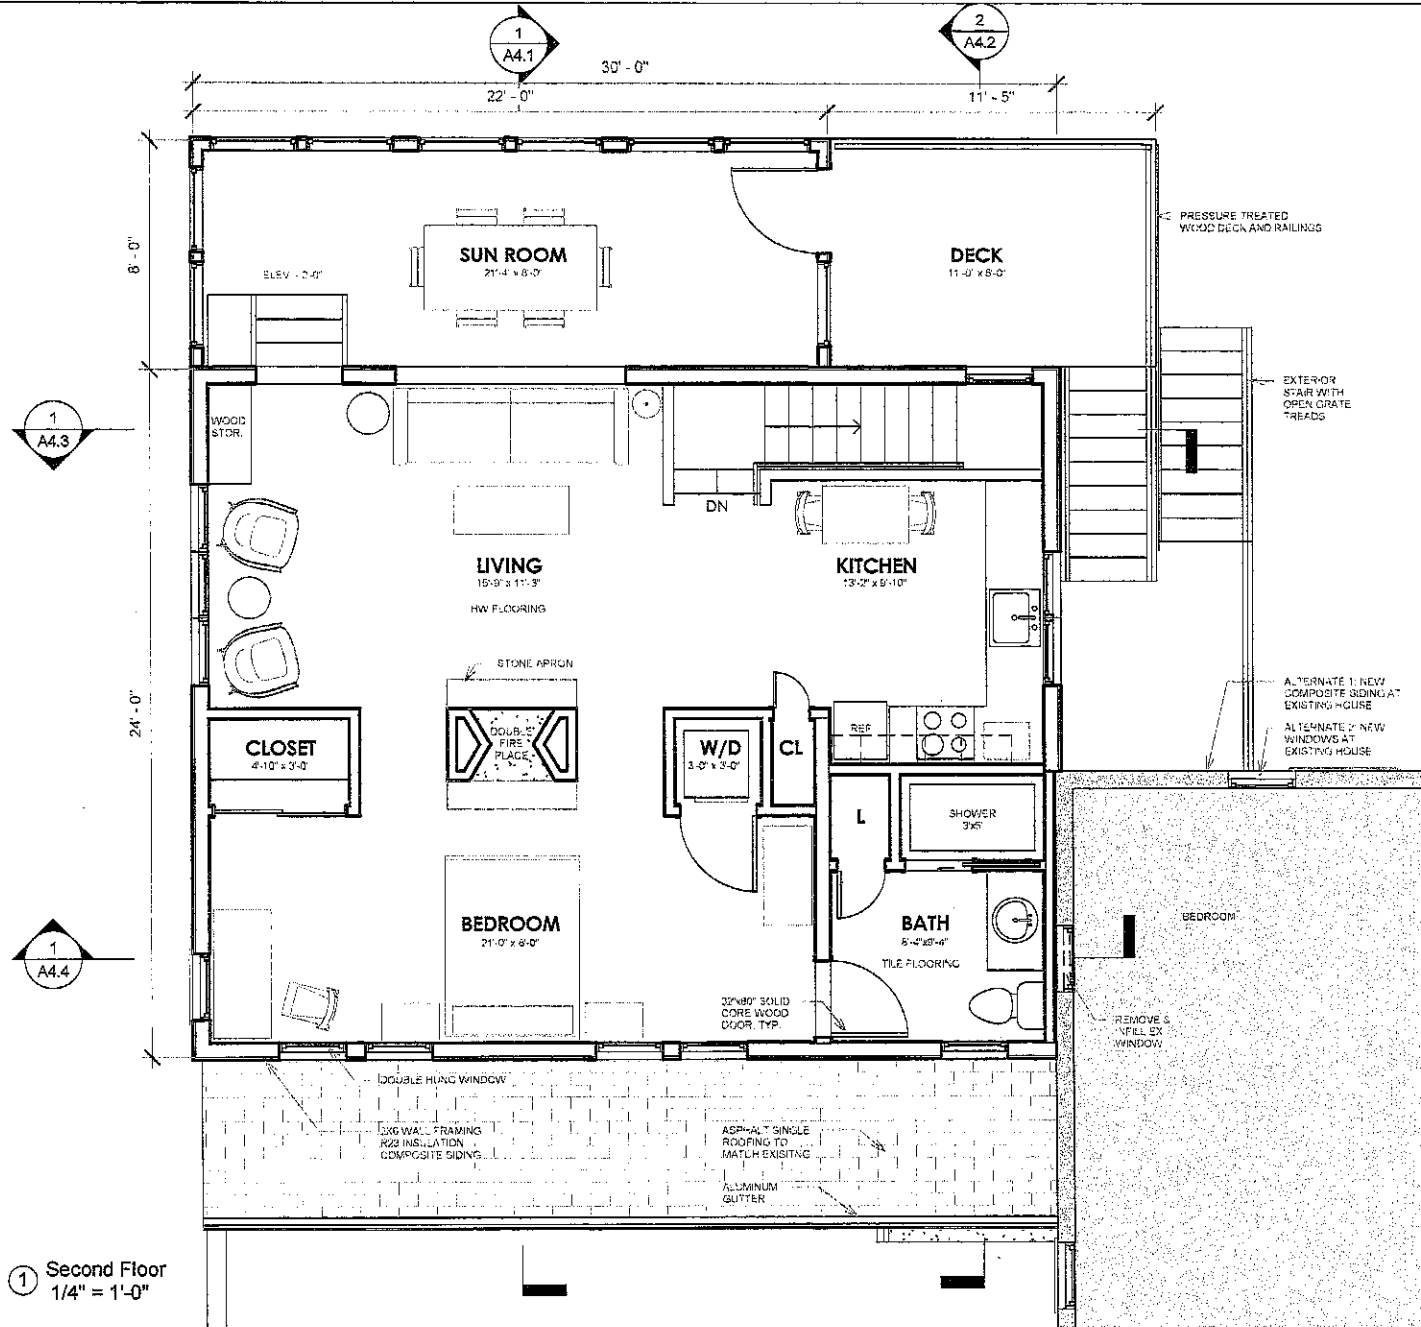 1
A4.1
2
A4.2
30' - 0"
22' - 0"
11' - 5"
8' - 0"
SUN ROOM
21'-4" x 8'-0"
DECK
11'-0" x 8'-0"
PRESSURE TREATED
WOOD DECK AND RAILINGS
1
A4.3
WOOD
STOR.
EXTERIOR
STAIR WITH
OPEN GRATE
TREADS
DN
LIVING
HW FLOORING
KITCHEN
13'-2" x 9'-10"
STONE APRON
24' - 0"
CLOSET
4'-10" x 3'-0"
DOUBLE
FIRE
PLACE
W/D
3'-0" x 3'-0"
CL
REF
ALTERNATE 1: NEW
COMPOSITE SIDING AT
EXISTING HOUSE
ALTERNATE 2: NEW
WINDOWS AT
EXISTING HOUSE
L
SHOWER
3'x5'
BEDROOM
BATH
TILE FLOORING
BEDROOM
1
A4.4
32"x80" SOLID
CORE WOOD
DOOR, TYP.
REMOVE &
INFILL EX
WINDOW
DOUBLE HUNG WINDOW
2X6 WALL FRAMING
R23 INSULATION
COMPOSITE SIDING
ASPHALT SINGLE
ROOFING TO
MATCH EXISITNG
ALUMINUM
GUTTER
1 Second Floor
1/4" = 1'-0"